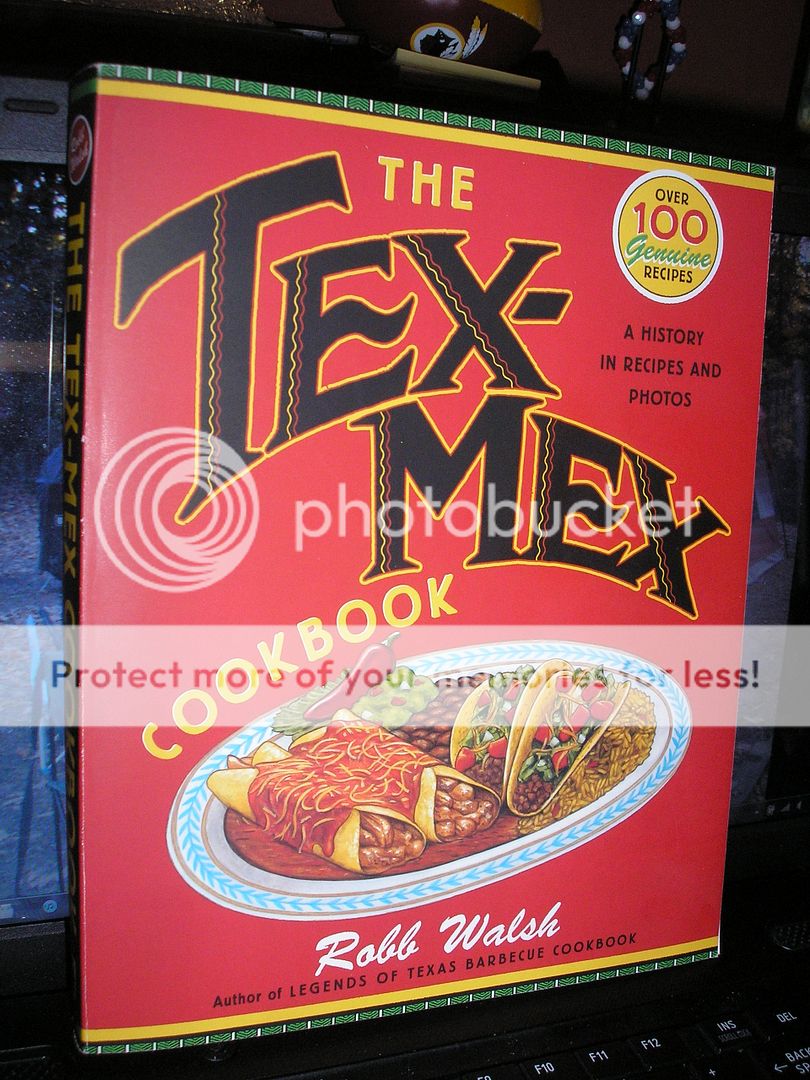 THE
TEX-
MEX
COOKBOOK
OVER
100
Genuine
RECIPES
A HISTORY
IN RECIPES AND
PHOTOS
Robb Walsh
Author of LEGENDS OF TEXAS BARBECUE COOKBOOK
THE TEX-MEX COOKBOOK
photobucket
Protect more of your memories for less!
F10
F11
F12
INS
DEL